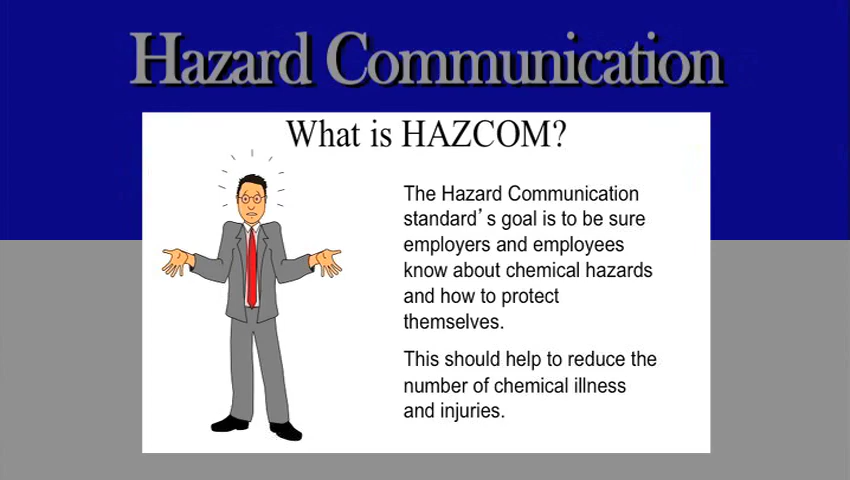 Hazard Communication
What is HAZCOM?
The Hazard Communication
standard's goal is to be sure
employers and employees
know about chemical hazards
and how to protect
themselves.
This should help to reduce the
number of chemical illness
and injuries.